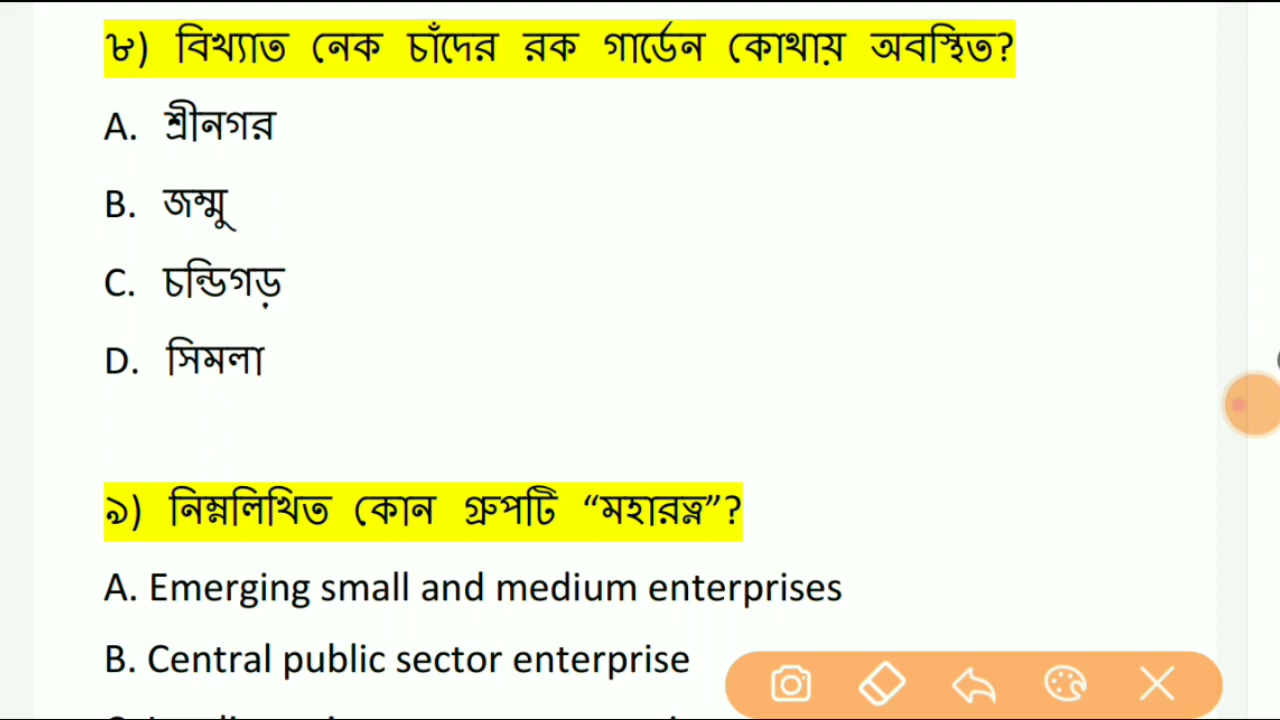 ৮) বিখ্যাত নেক চাঁদের রক গার্ডেন কোথায় অবস্থিত?
A. শ্রীনগর
B. জম্মু
C. চন্ডিগড়
D. সিমলা
৯) নিম্নলিখিত কোন গ্রুপটি “মহারত্ন”?
A. Emerging small and medium enterprises
B. Central public sector enterprise